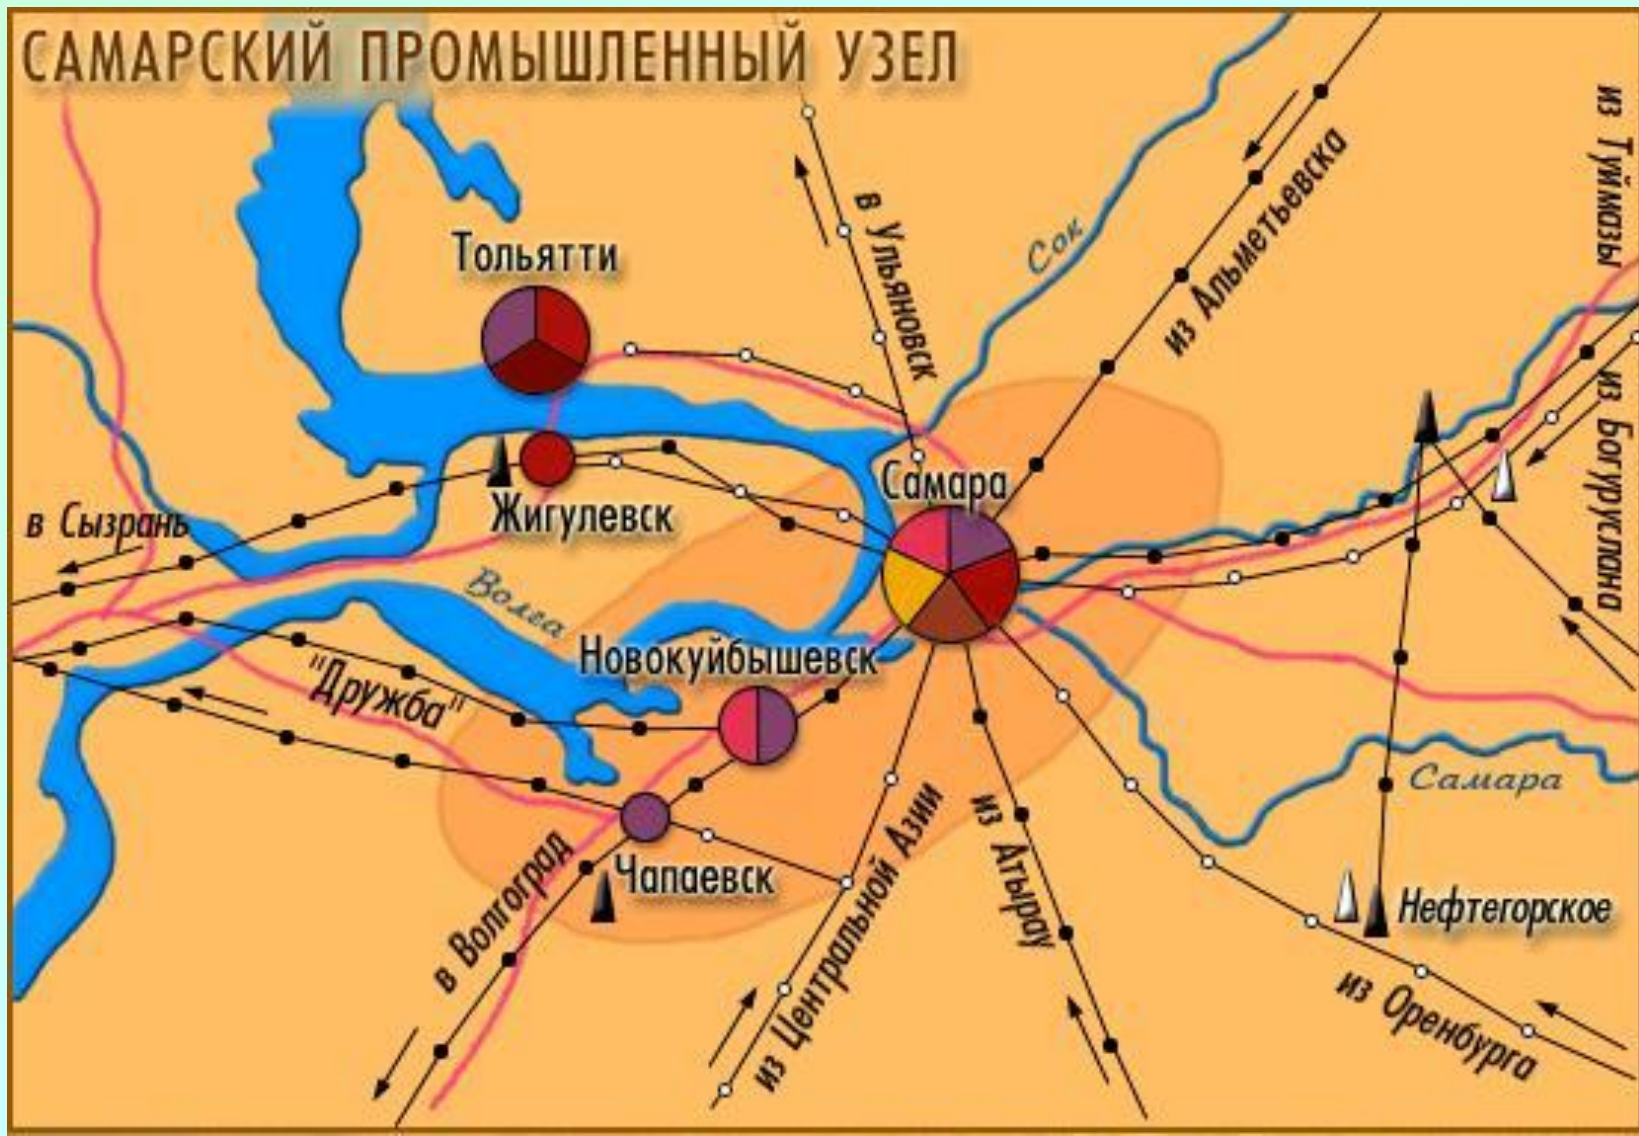 САМАРСКИЙ ПРОМЫШЛЕННЫЙ УЗЕЛ
из Туймазы
в Ульяновск
Сок
из Альметьевска
Тольятти
из Бугуруслана
Самара
Жигулевск
в Сызрань
Волга
Новокуйбышевск
"Дружба"
Самара
Чапаевск
в Волгоград
из Центральной Азии
из Атырау
Нефтегорское
из Оренбурга